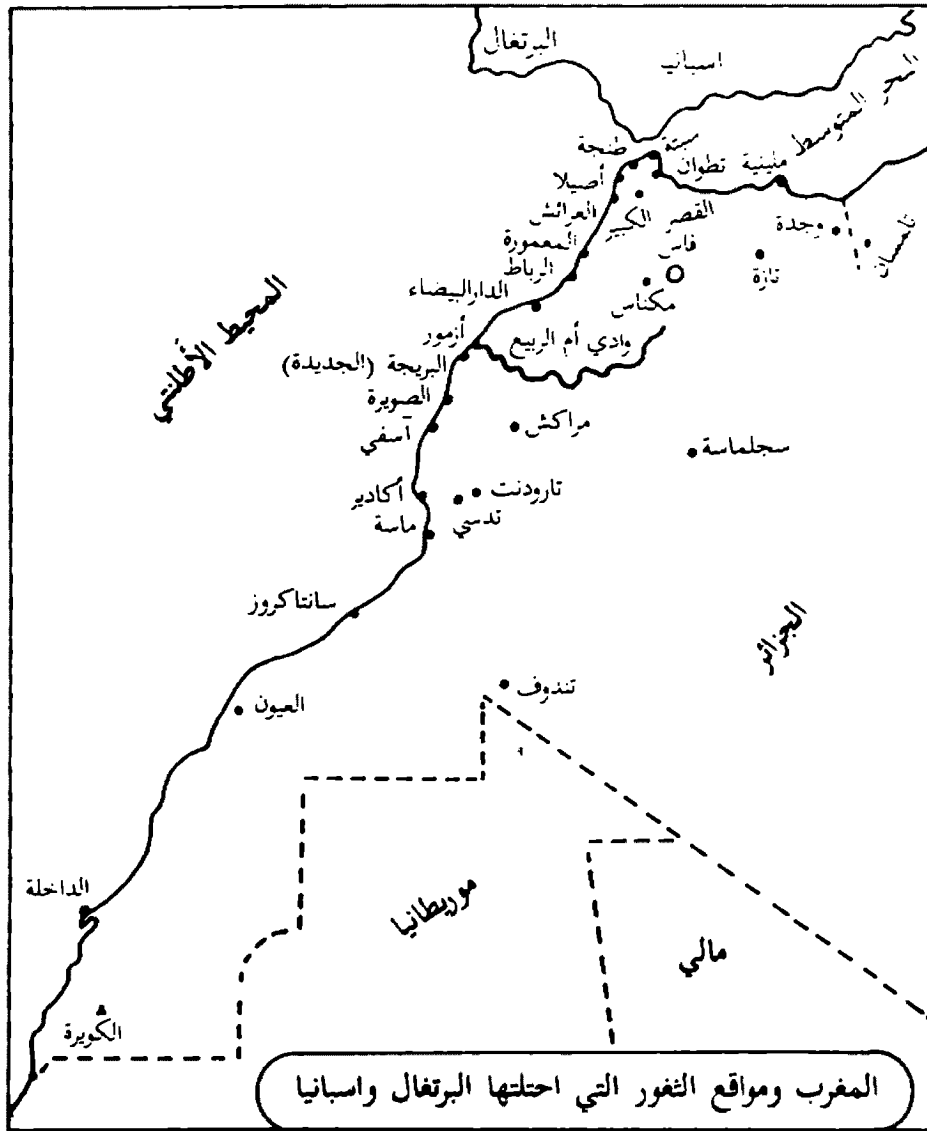 البرتغال
اسبانيا
البحر المتوسط
سبتة
طنجة
تطوان
مليلية
أصيلا
العرائش
القصر الكبير
فاس
وجدة
تلمسان
المعمورة
تازة
الرباط
مكناس
الدارالبيضاء
المحيط الأطلنتي
أزمور
وادي أم الربيع
البريجة (الجديدة)
الصويرة
مراكش
آسفي
سجلماسة
أكادير
تارودنت
تدسي
ماسة
سانتاكروز
الجزائر
تندوف
العيون
الداخلة
موريطانيا
مالي
الكويرة
المغرب ومواقع الثغور التي احتلتها البرتغال واسبانيا